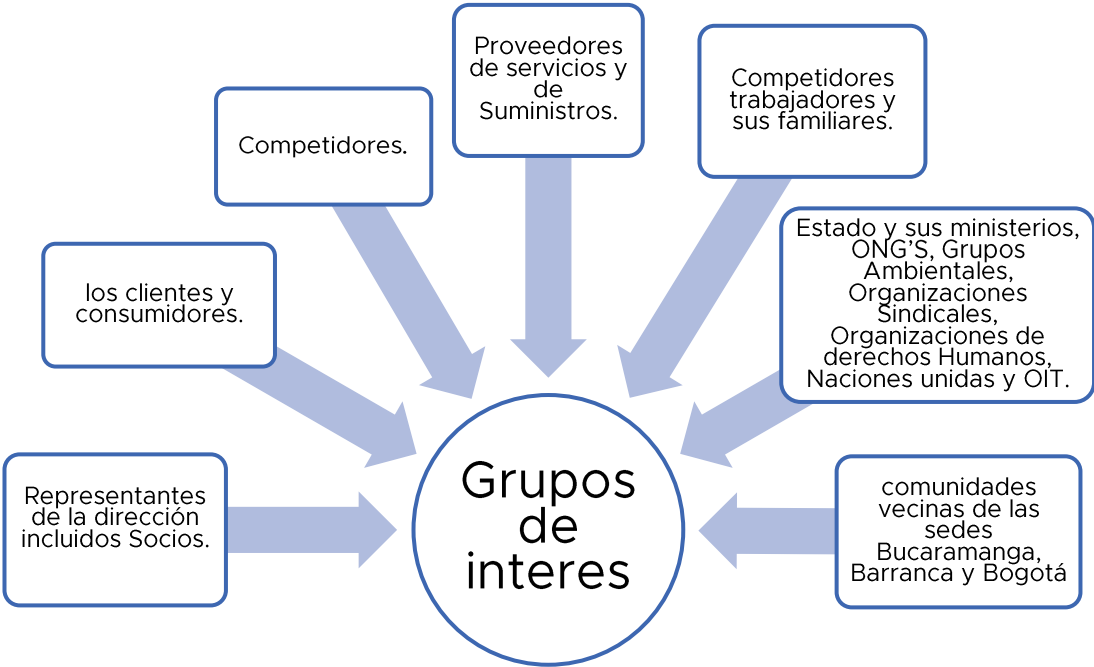 Proveedores
de servicios y
de
Suministros.
Competidores
trabajadores y
sus familiares.
Competidores.
Estado y sus ministerios,
ONG’S, Grupos
Ambientales,
Organizaciones
Sindicales,
Organizaciones de
derechos Humanos,
Naciones unidas y OIT.
los clientes y
consumidores.
Representantes
de la dirección
incluidos Socios.
Grupos
de
interes
comunidades
vecinas de las
sedes
Bucaramanga,
Barranca y Bogotá